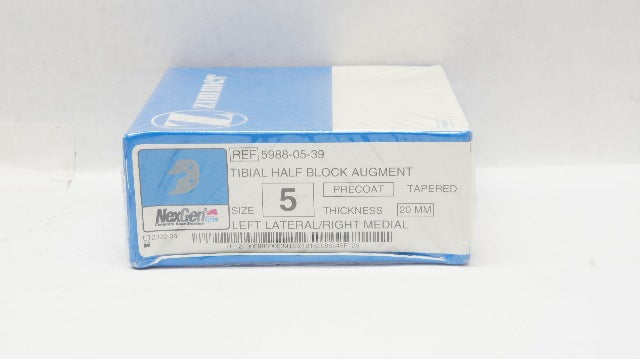 Z zimmer
REF 5988-05-39
TIBIAL HALF BLOCK AUGMENT
PRECOAT TAPERED
SIZE 5 THICKNESS 20 MM
LEFT LATERAL/RIGHT MEDIAL
NexGen